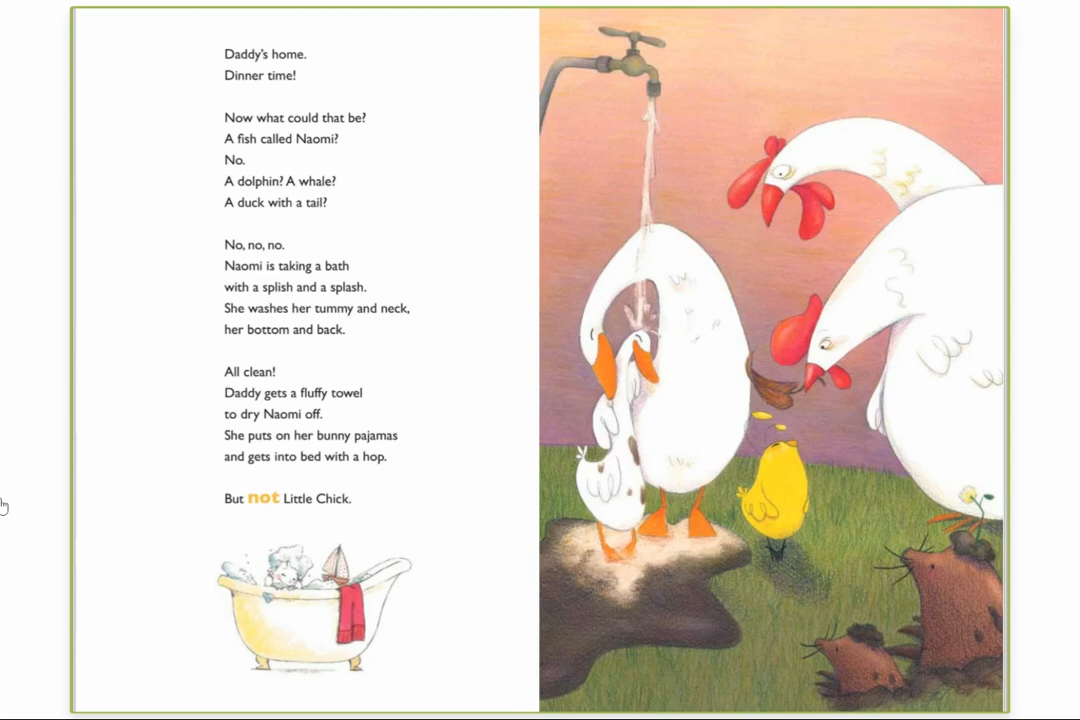 Daddy's home.
Dinner time!
Now what could that be?
A fish called Naomi?
No.
A dolphin? A whale?
A duck with a tail?
No, no, no.
Naomi is taking a bath
with a splish and a splash.
She washes her tummy and neck,
her bottom and back.
All clean!
Daddy gets a fluffy towel
to dry Naomi off.
She puts on her bunny pajamas
and gets into bed with a hop.
But not Little Chick.